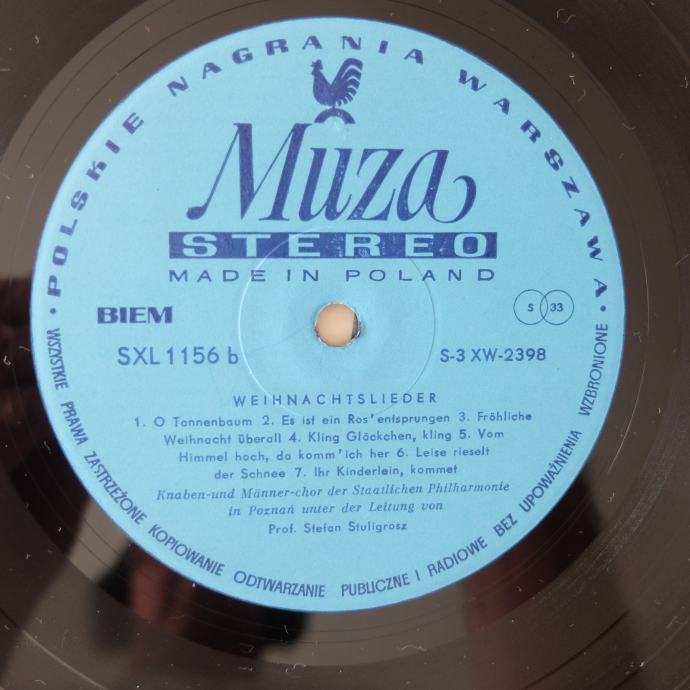 • POLSKIE NAGRANIA WARSZAWA •
Muza
STEREO
MADE IN POLAND
BIEM
S 33
SXL 1156 b
S-3 XW-2398
WEIHNACHTSLIEDER
1. O Tannenbaum 2. Es ist ein Ros' entsprungen 3. Fröhliche
Weihnacht überall 4. Kling Glöckchen, kling 5. Vom
Himmel hoch, da komm' ich her 6. Leise rieselt
der Schnee 7. Ihr Kinderlein, kommet
Knaben-und Männer-chor der Staatlichen Philharmonie
in Poznań unter der Leitung von
Prof. Stefan Stuligrosz
WSZYSTKIE PRAWA ZASTRZEŻONE KOPIOWANIE ODTWARZANIE PUBLICZNE I RADIOWE BEZ UPOWAŻNIENIA WZBRONIONE